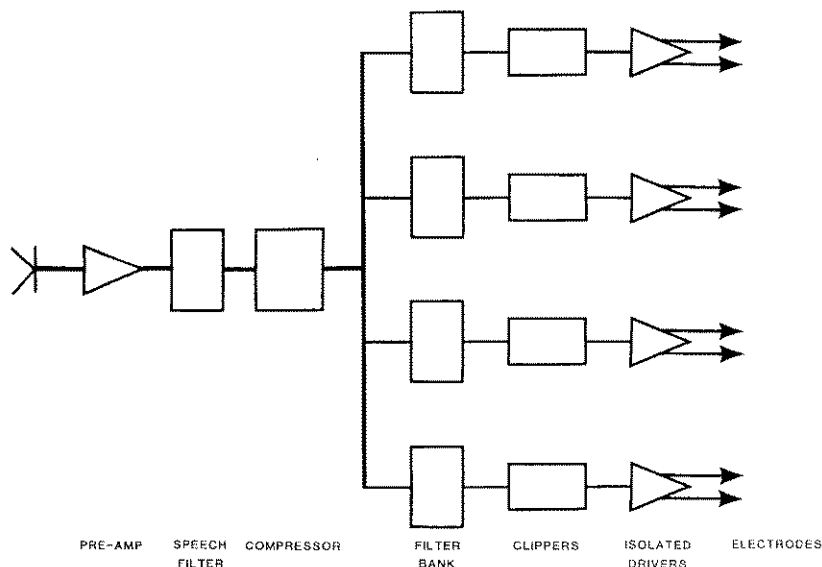 PRE-AMP SPEECH COMPRESSOR FILTER CLIPPERS ISOLATED ELECTRODES
FILTER BANK DRIVERS